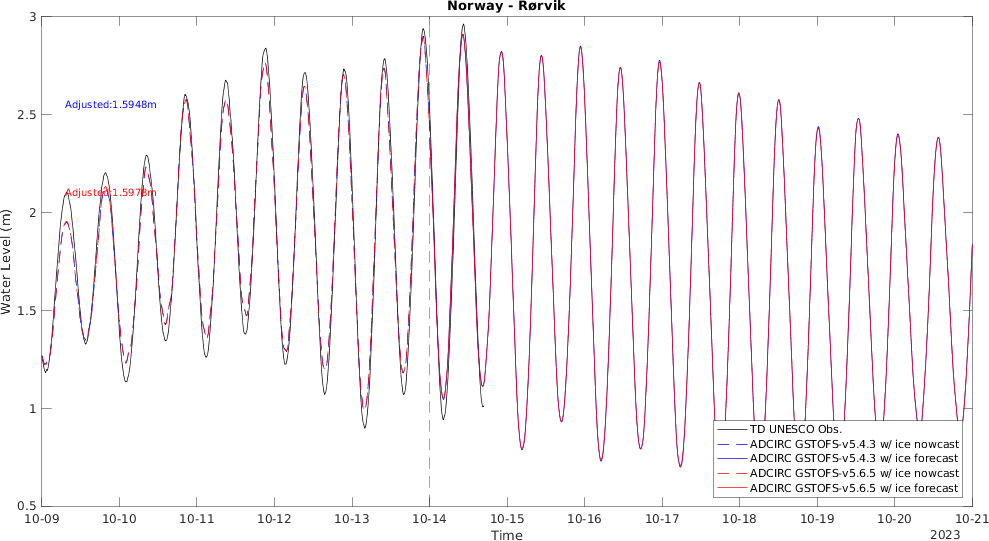 Norway - Rørvik
3
2.5
2
1.5
1
0.5
Water Level (m)
Adjusted:1.5948m
Adjusted:1.5978m
TD UNESCO Obs.
ADCIRC GSTOFS-v5.4.3 w/ ice nowcast
ADCIRC GSTOFS-v5.4.3 w/ ice forecast
ADCIRC GSTOFS-v5.6.5 w/ ice nowcast
ADCIRC GSTOFS-v5.6.5 w/ ice forecast
10-09 10-10 10-11 10-12 10-13 10-14 10-15 10-16 10-17 10-18 10-19 10-20 10-21
Time
2023